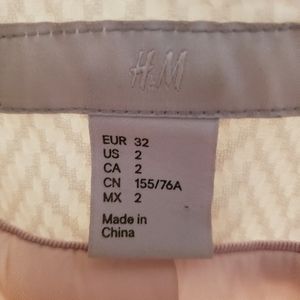 H&M
EUR 32
US 2
CA 2
CN 155/76A
MX 2
Made in
China